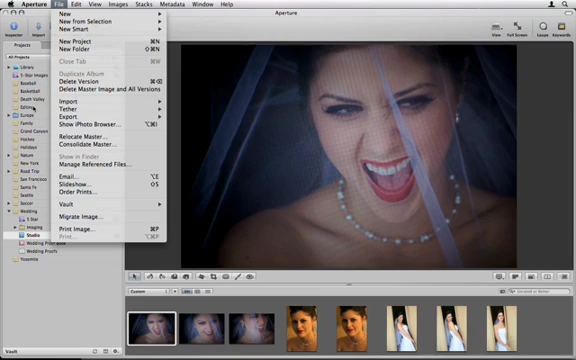 Aperture File Edit View Images Stacks Metadata Window Help
Aperture
Inspector Import
View Full Screen Loupe Keywords
Projects
All Projects
Library
5-Star Images
Baseball
Basketball
Death Valley
Editing
Europe
Family
Grand Canyon
Hockey
Holidays
Nature
New York
Road Trip
San Francisco
Santa Fe
Seattle
Soccer
Wedding
5 Star
Imaging
Studio
Wedding Proofs
Yosemite
Vault
New
New from Selection
New Smart
New Project ⌘N
New Folder ⇧⌘N
Close Tab ⌘W
Duplicate Album
Delete Version ⌘⌫
Delete Master Image and All Versions
Import
Tether
Export
Show iPhoto Browser... ⌥⌘I
Relocate Master...
Consolidate Master...
Show in Finder
Manage Referenced Files...
Email... ⌥E
Slideshow... ⇧S
Order Prints...
Vault
Migrate Image...
Print Image... ⌘P
Print... ⌥⌘P
Custom